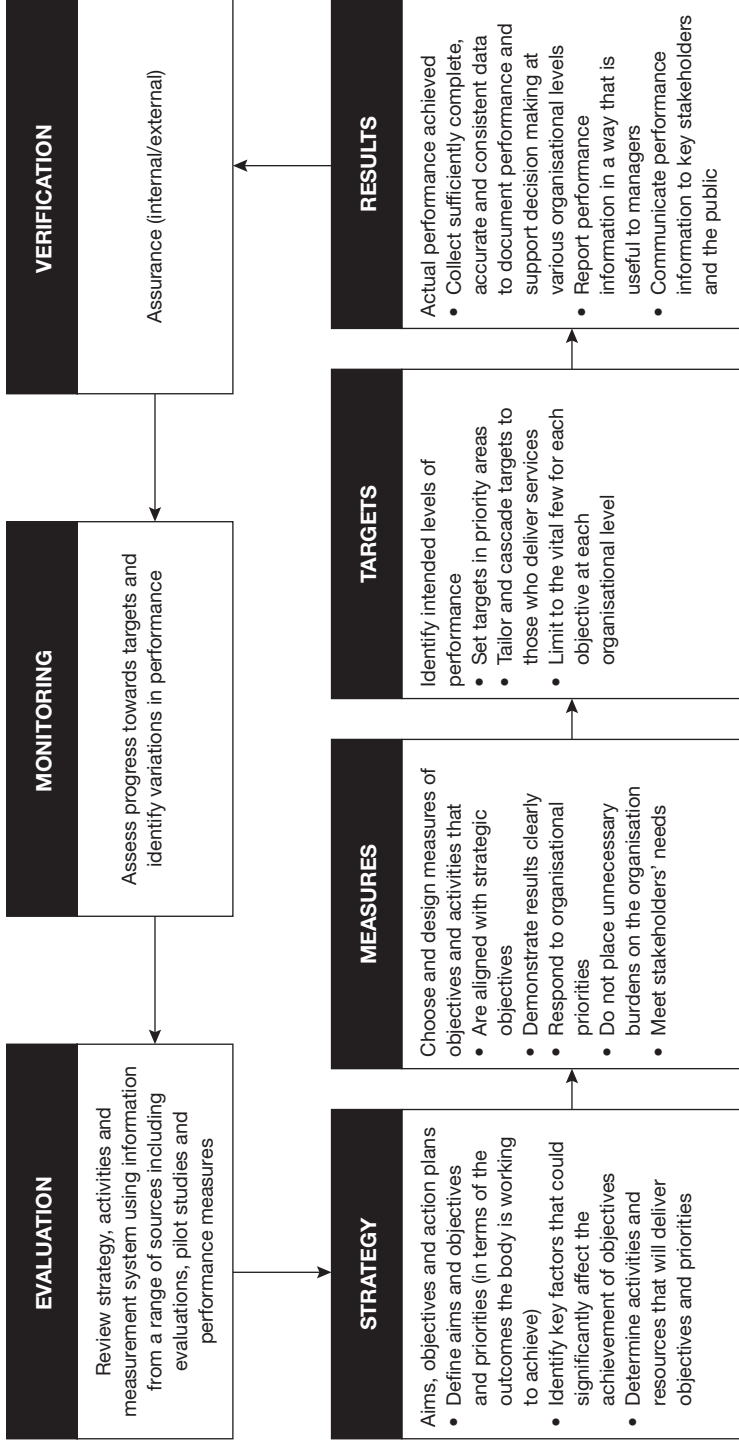 EVALUATION
Review strategy, activities and
measurement system using information
from a range of sources including
evaluations, pilot studies and
performance measures
MONITORING
Assess progress towards targets and
identify variations in performance
VERIFICATION
Assurance (internal/external)
STRATEGY
Aims, objectives and action plans
• Define aims and objectives
and priorities (in terms of the
outcomes the body is working
to achieve)
• Identify key factors that could
significantly affect the
achievement of objectives
• Determine activities and
resources that will deliver
objectives and priorities
MEASURES
Choose and design measures of
objectives and activities that
• Are aligned with strategic
objectives
• Demonstrate results clearly
• Respond to organisational
priorities
• Do not place unnecessary
burdens on the organisation
• Meet stakeholders' needs
TARGETS
Identify intended levels of
performance
• Set targets in priority areas
• Tailor and cascade targets to
those who deliver services
• Limit to the vital few for each
objective at each
organisational level
RESULTS
Actual performance achieved
• Collect sufficiently complete,
accurate and consistent data
to document performance and
support decision making at
various organisational levels
• Report performance
information in a way that is
useful to managers
• Communicate performance
information to key stakeholders
and the public